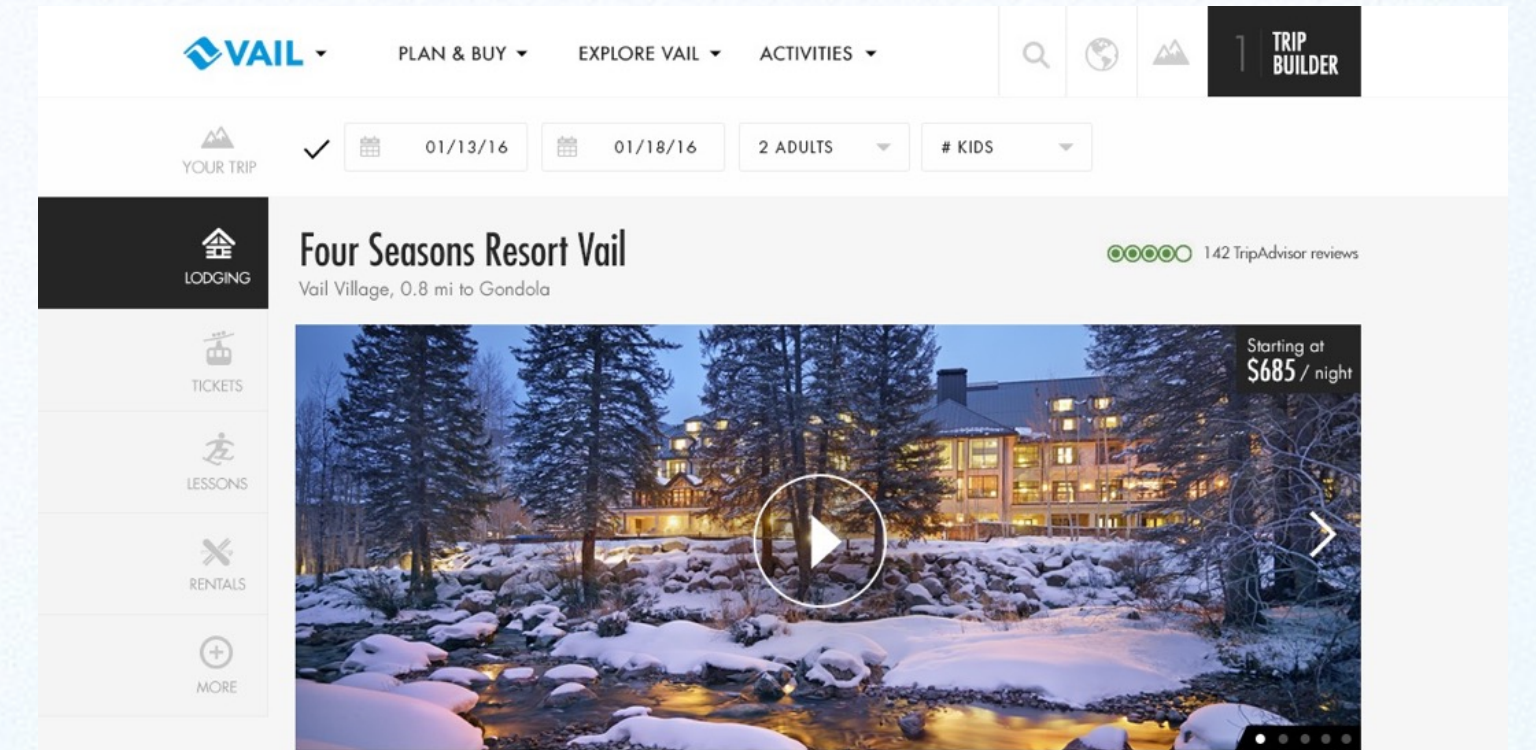 VAIL
PLAN & BUY
EXPLORE VAIL
ACTIVITIES
1
TRIP
BUILDER
YOUR TRIP
01/13/16
01/18/16
2 ADULTS
# KIDS
LODGING
TICKETS
LESSONS
RENTALS
MORE
Four Seasons Resort Vail
142 TripAdvisor reviews
Vail Village, 0.8 mi to Gondola
Starting at
$685 / night